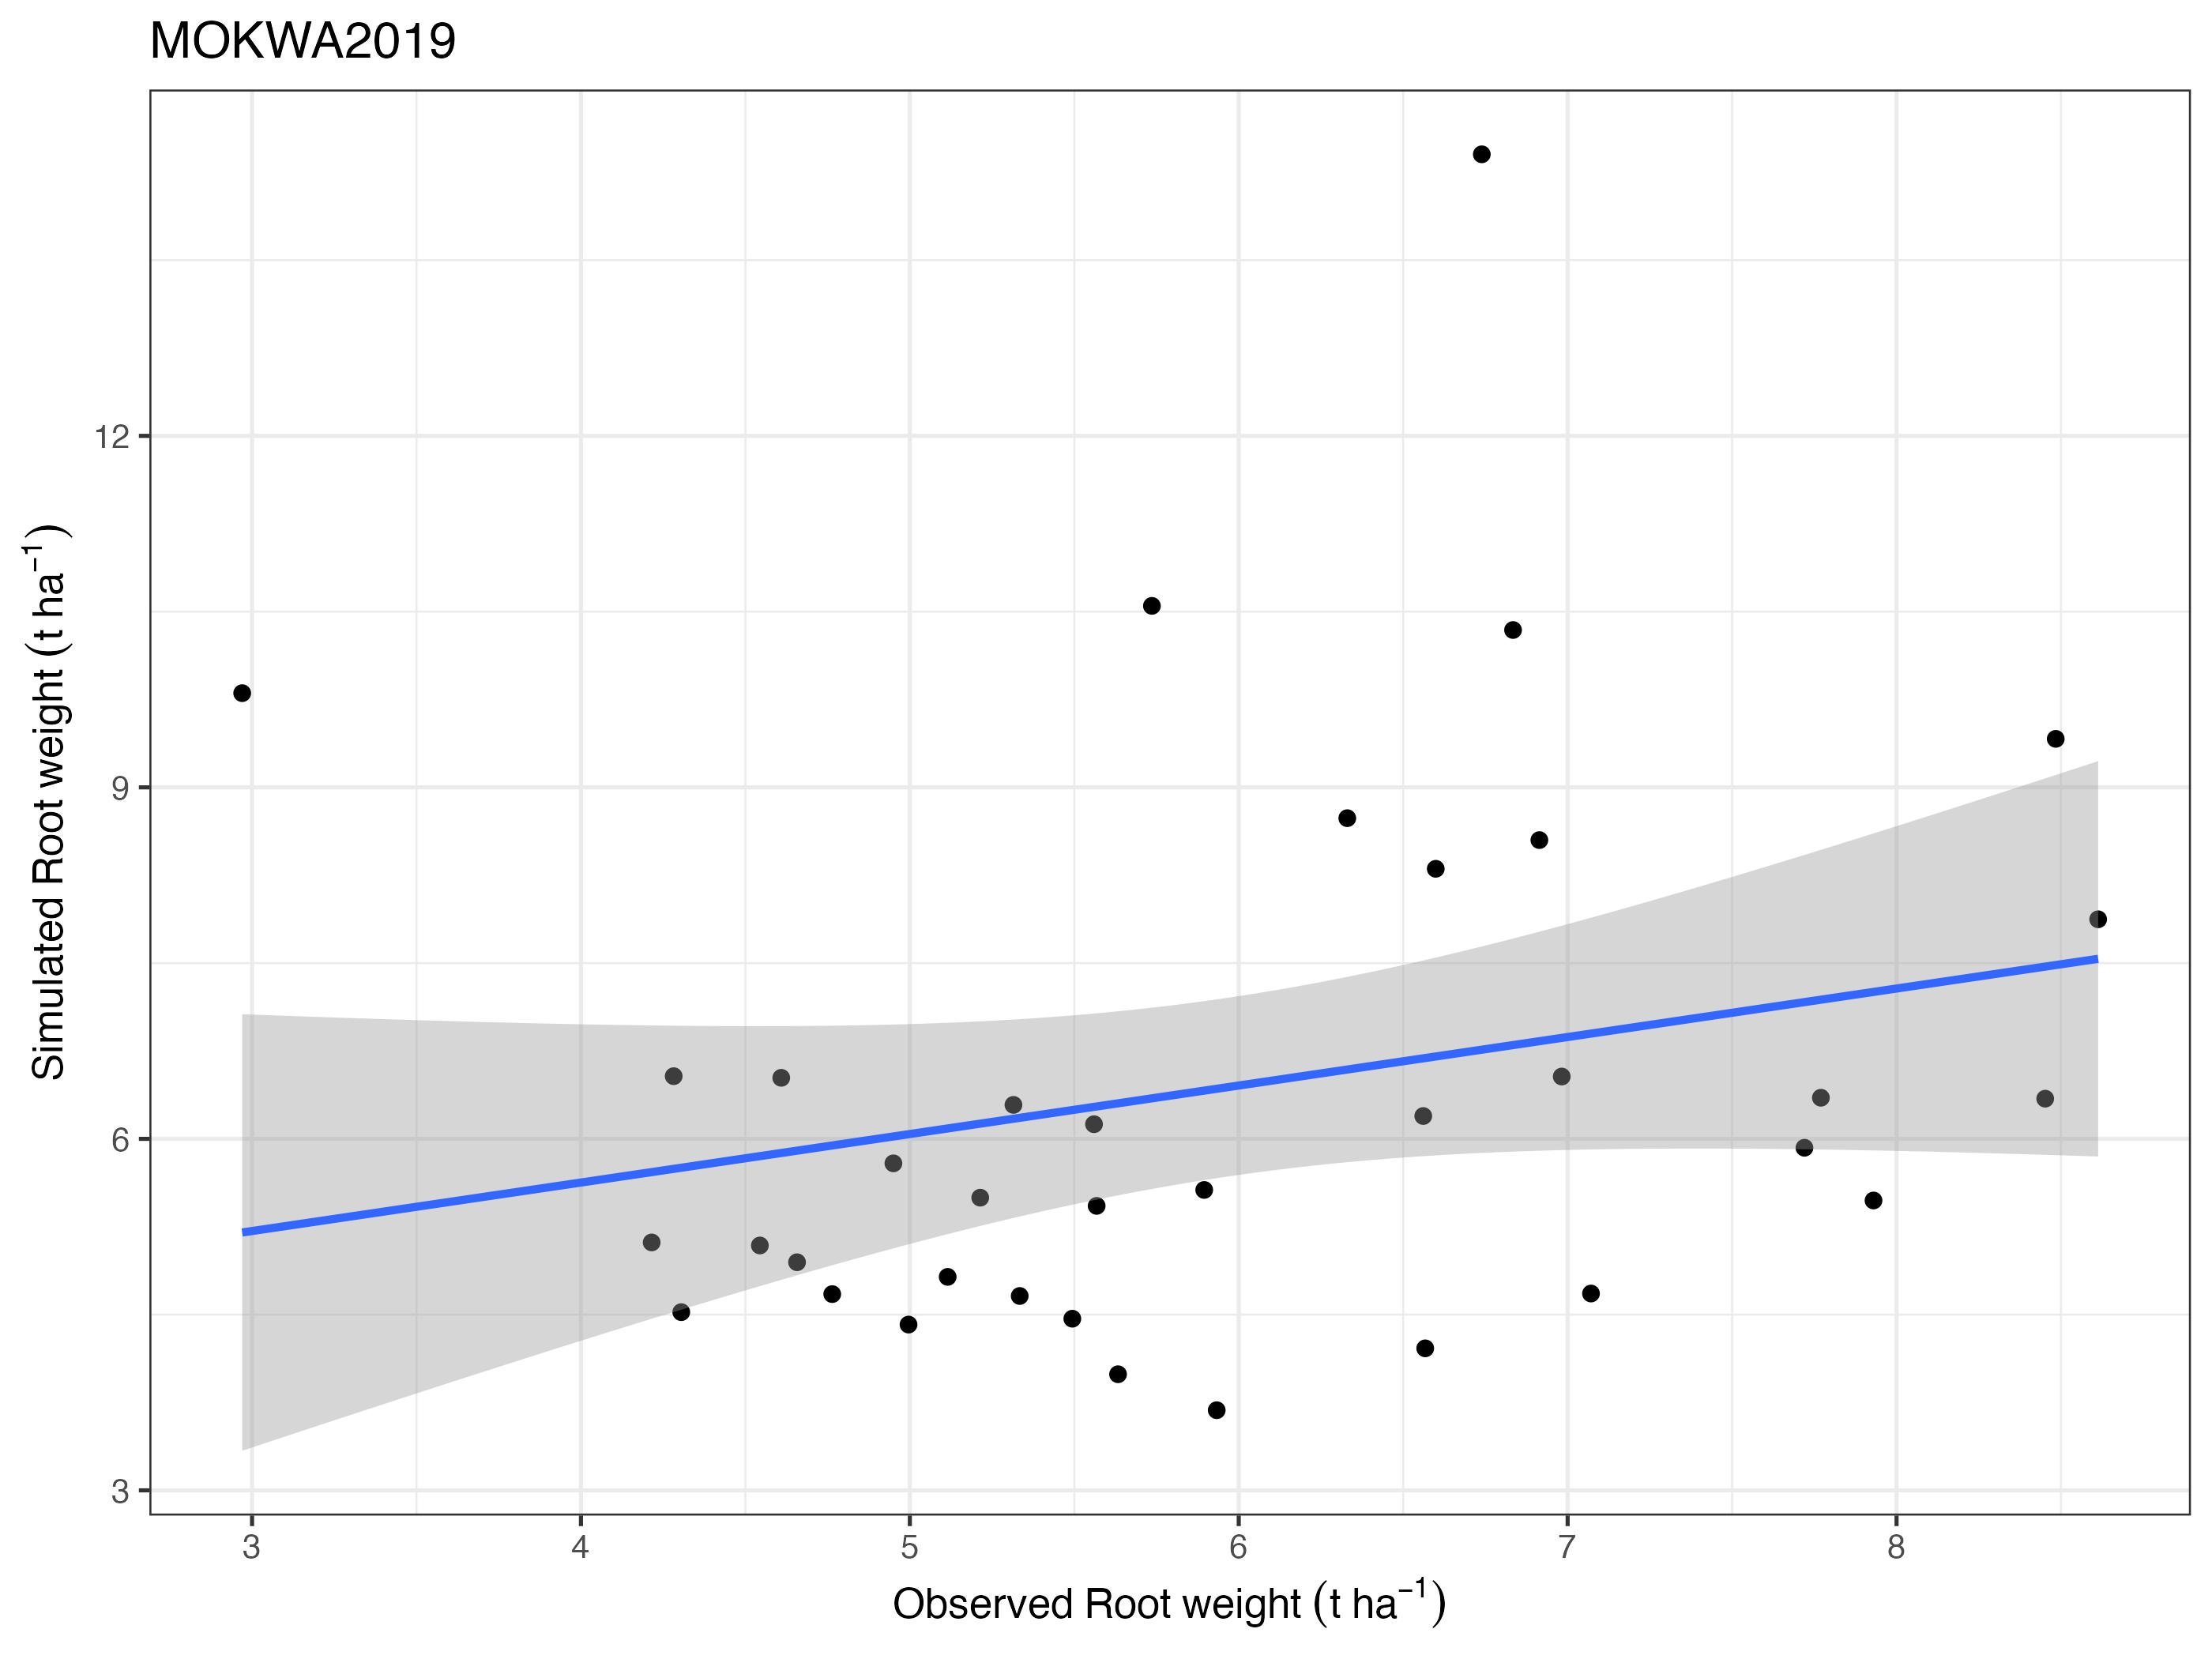 MOKWA2019
Simulated Root weight (t ha⁻¹)
12
9
6
3
3 4 5 6 7 8
Observed Root weight (t ha⁻¹)